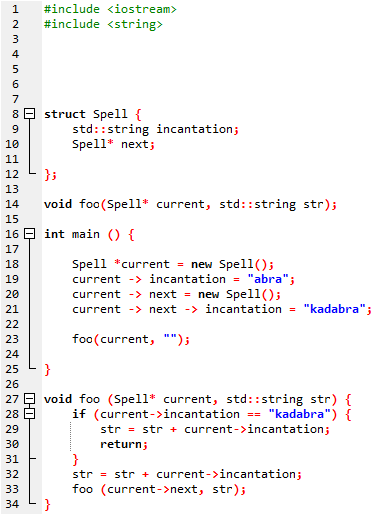 1 #include <iostream>
2 #include <string>
3
4
5
6
7
8 struct Spell {
9     std::string incantation;
10     Spell* next;
11
12 };
13
14 void foo(Spell* current, std::string str);
15
16 int main () {
17
18     Spell *current = new Spell();
19     current -> incantation = "abra";
20     current -> next = new Spell();
21     current -> next -> incantation = "kadabra";
22
23     foo(current, "");
24
25 }
26
27 void foo (Spell* current, std::string str) {
28     if (current->incantation == "kadabra") {
29         str = str + current->incantation;
30         return;
31     }
32     str = str + current->incantation;
33     foo (current->next, str);
34 }